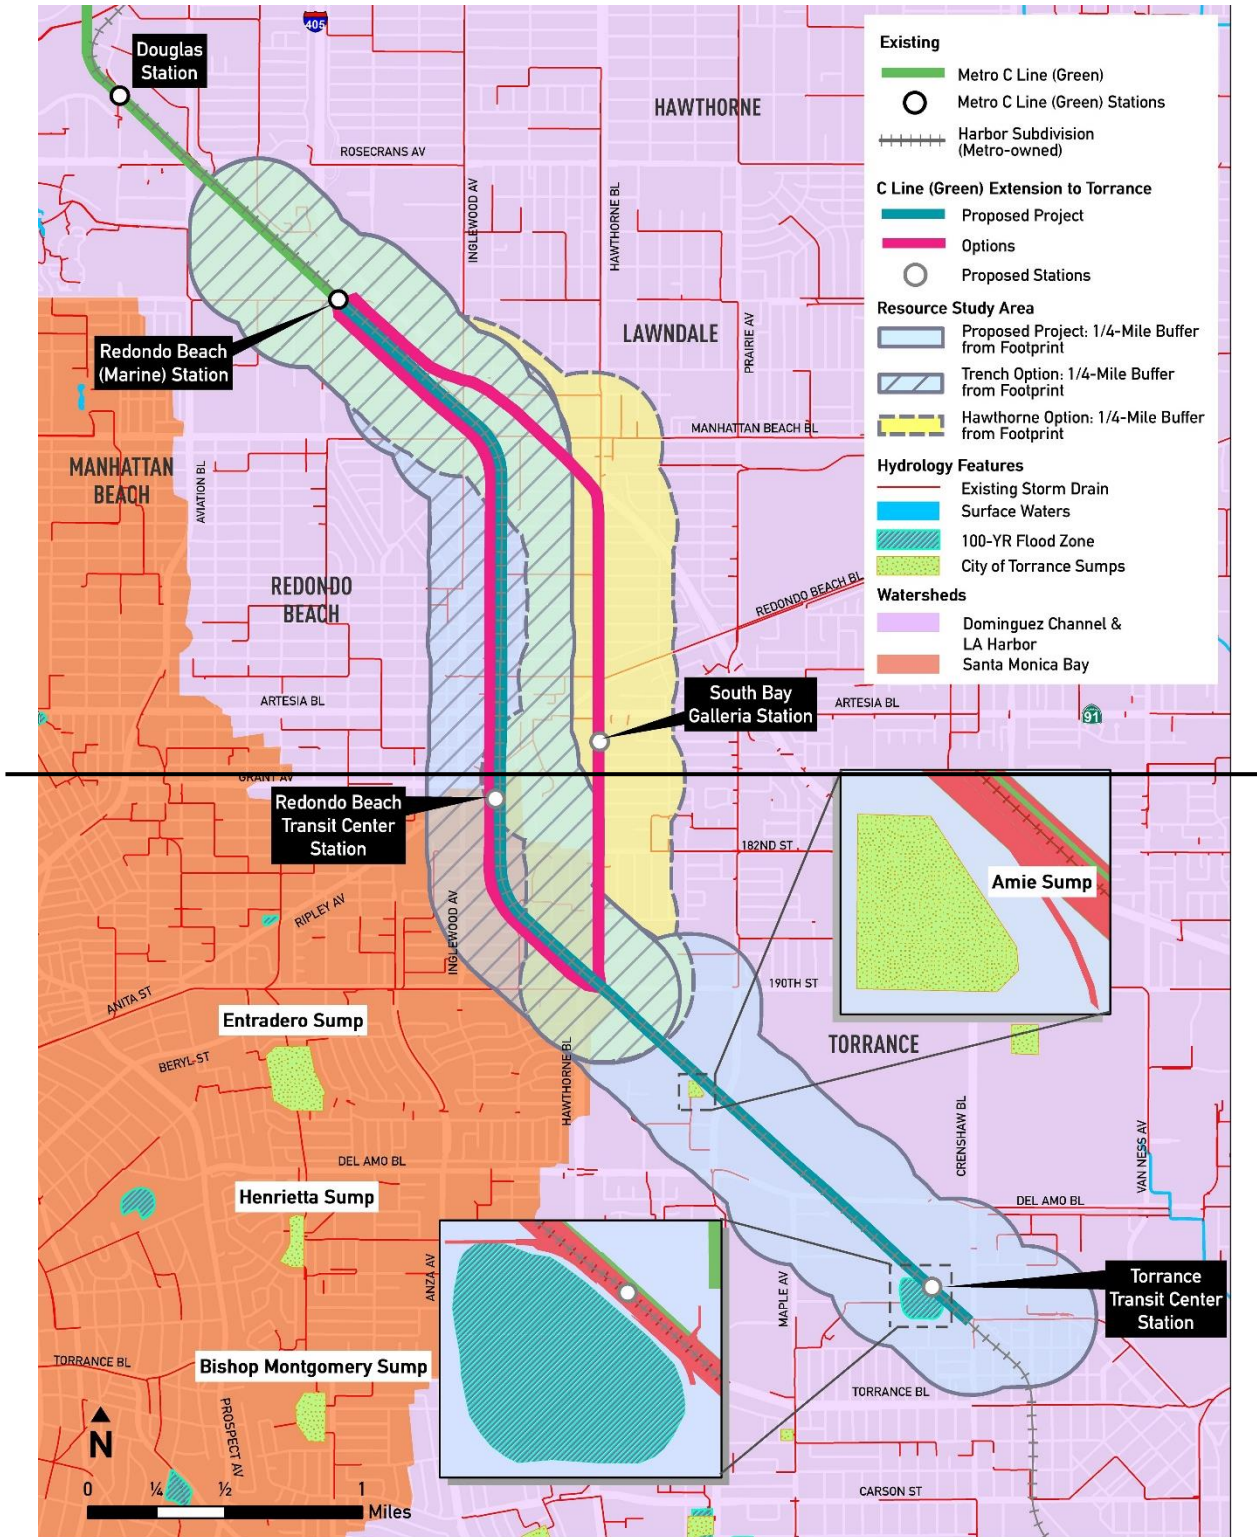 405
Douglas
Station
HAWTHORNE
ROSECRANS AV
INGLEWOOD AV
HAWTHORNE BL
LAWNDALE
PRAIRIE AV
Redondo Beach
(Marine) Station
MANHATTAN BEACH BL
MANHATTAN
BEACH
AVIATION BL
REDONDO
BEACH
REDONDO BEACH BL
ARTESIA BL
South Bay
Galleria Station
ARTESIA BL
91
Existing
Metro C Line (Green)
Metro C Line (Green) Stations
Harbor Subdivision
(Metro-owned)
C Line (Green) Extension to Torrance
Proposed Project
Options
Proposed Stations
Resource Study Area
Proposed Project: 1/4-Mile Buffer
from Footprint
Trench Option: 1/4-Mile Buffer
from Footprint
Hawthorne Option: 1/4-Mile Buffer
from Footprint
Hydrology Features
Existing Storm Drain
Surface Waters
100-YR Flood Zone
City of Torrance Sumps
Watersheds
Dominguez Channel &
LA Harbor
Santa Monica Bay
GRANT AV
Redondo Beach
Transit Center
Station
182ND ST
Amie Sump
RIPLEY AV
INGLEWOOD AV
190TH ST
ANITA ST
Entradero Sump
TORRANCE
BERYL ST
HAWTHORNE BL
CRENSHAW BL
VAN NESS AV
DEL AMO BL
Henrietta Sump
DEL AMO BL
ANZA AV
MAPLE AV
Torrance
Transit Center
Station
Bishop Montgomery Sump
TORRANCE BL
TORRANCE BL
PROSPECT AV
N
CARSON ST
0 ¼ ½ 1
Miles